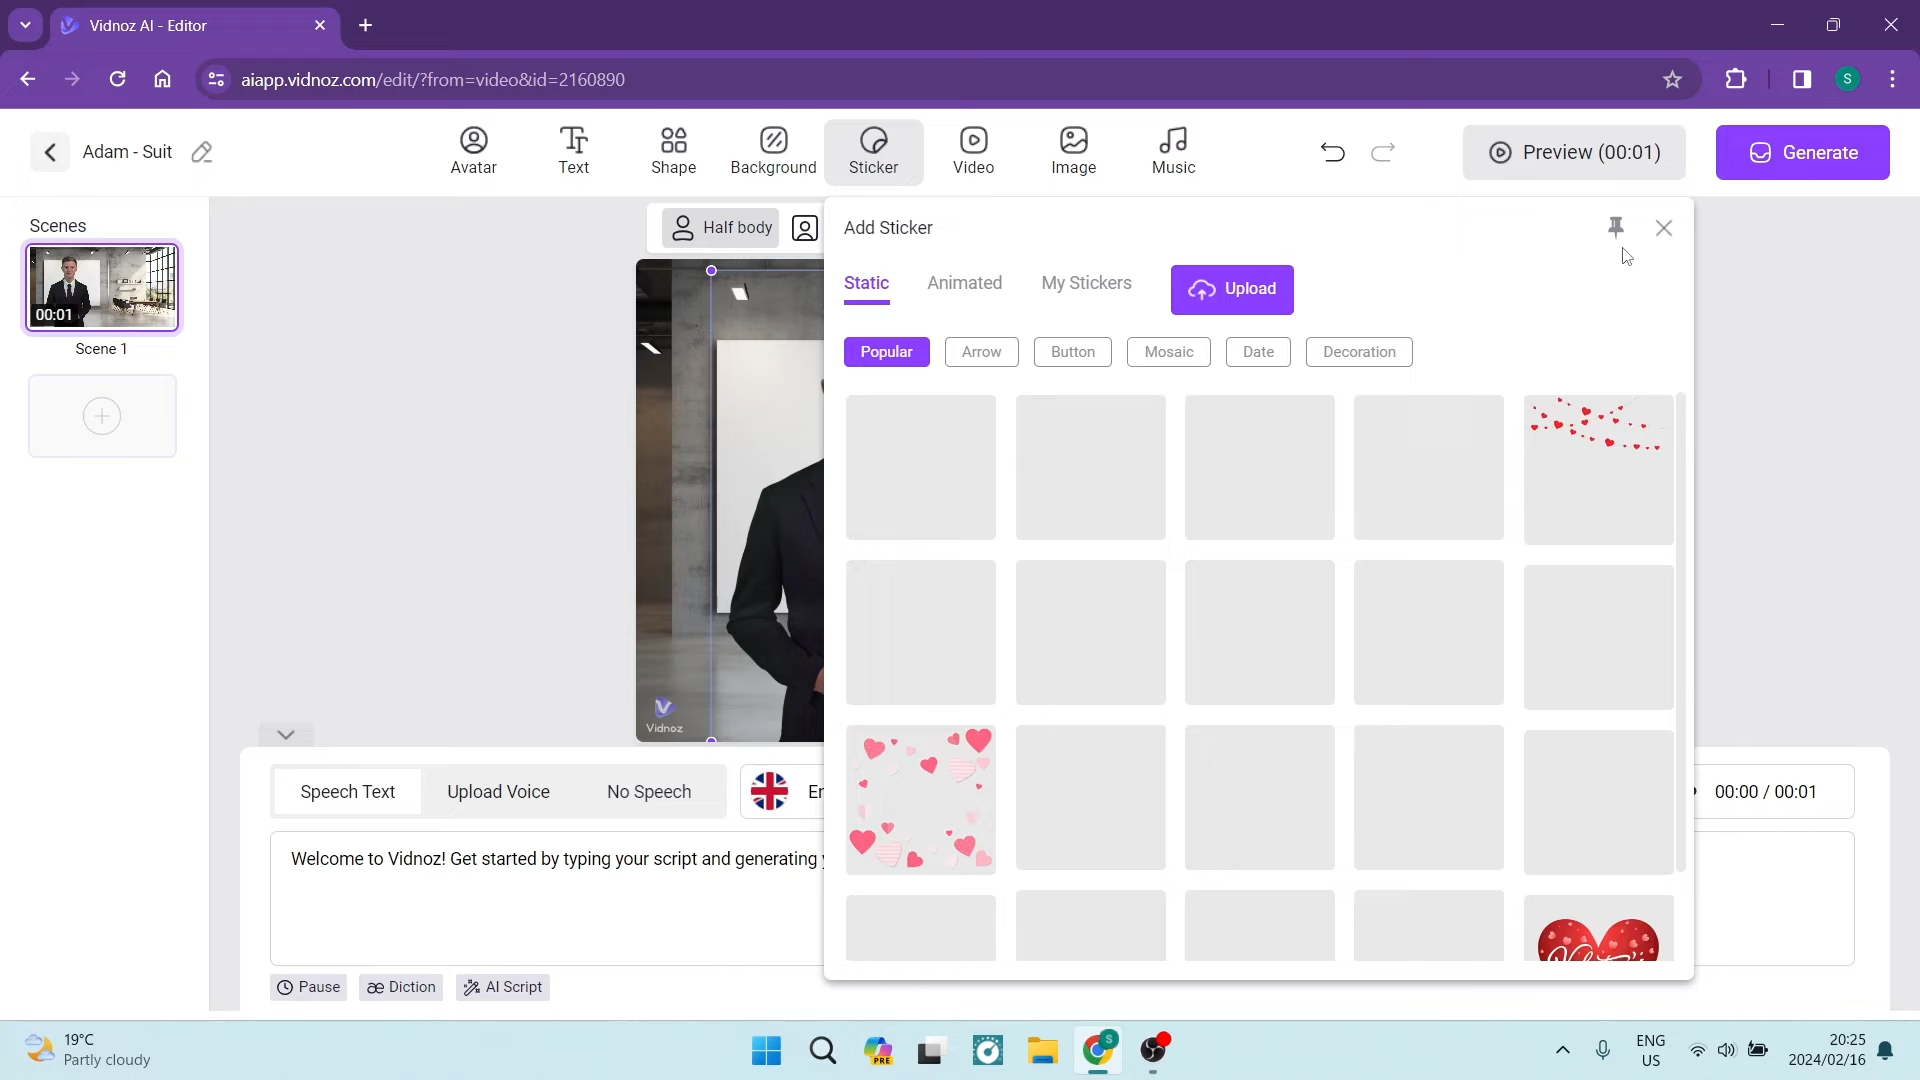 Vidnoz AI - Editor
aiapp.vidnoz.com/edit/?from=video&id=2160890
S
Adam - Suit
Avatar
Text
Shape
Background
Sticker
Video
Image
Music
Preview (00:01)
Generate
Scenes
00:01
Scene 1
Half body
Add Sticker
Static
Animated
My Stickers
Upload
Popular
Arrow
Button
Mosaic
Date
Decoration
Vidnoz
Speech Text
Upload Voice
No Speech
00:00 / 00:01
Welcome to Vidnoz! Get started by typing your script and generating
Pause
æ Diction
AI Script
19°C
Partly cloudy
PRE
S
ENG
US
20:25
2024/02/16